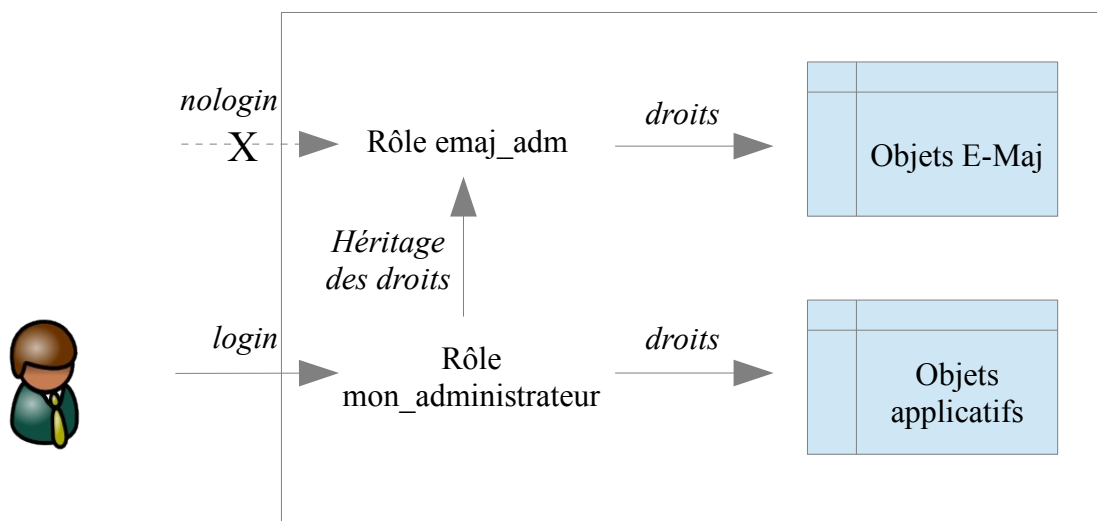 nologin
X
Rôle emaj_adm
droits
Objets E-Maj
Héritage
des droits
login
Rôle
mon_administrateur
droits
Objets
applicatifs